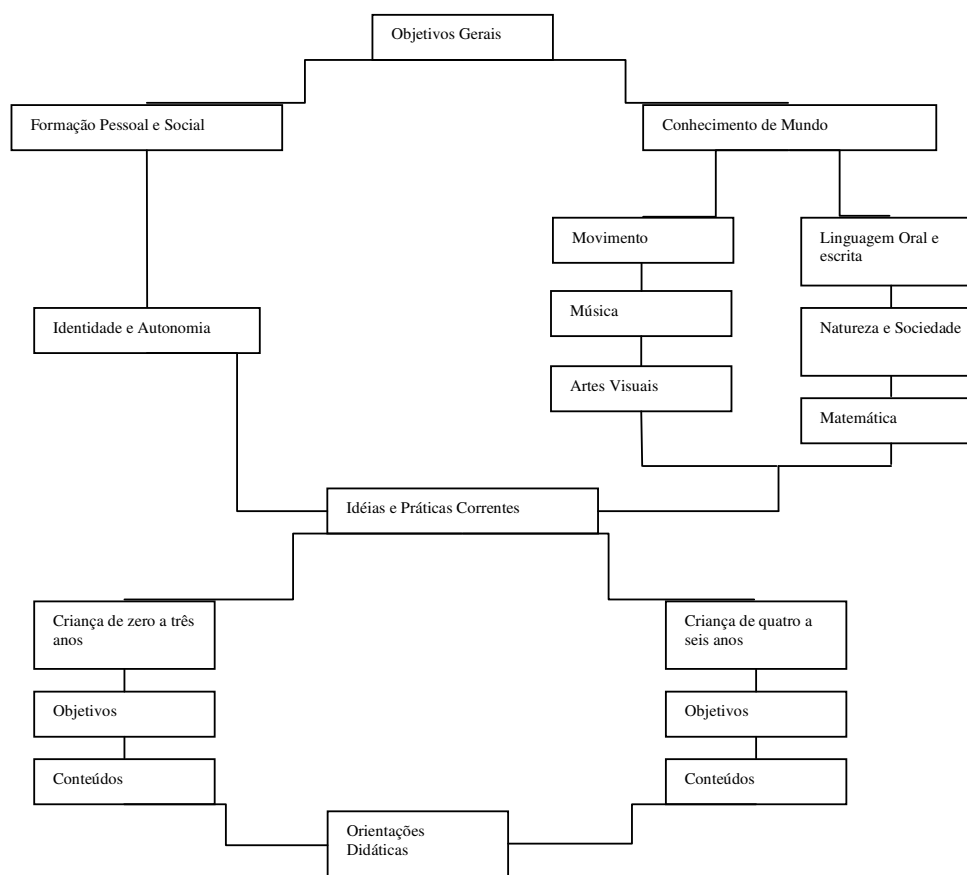 Objetivos Gerais
Formação Pessoal e Social
Conhecimento de Mundo
Movimento
Linguagem Oral e
escrita
Música
Identidade e Autonomia
Natureza e Sociedade
Artes Visuais
Matemática
Idéias e Práticas Correntes
Criança de zero a três
anos
Criança de quatro a
seis anos
Objetivos
Objetivos
Conteúdos
Conteúdos
Orientações
Didáticas